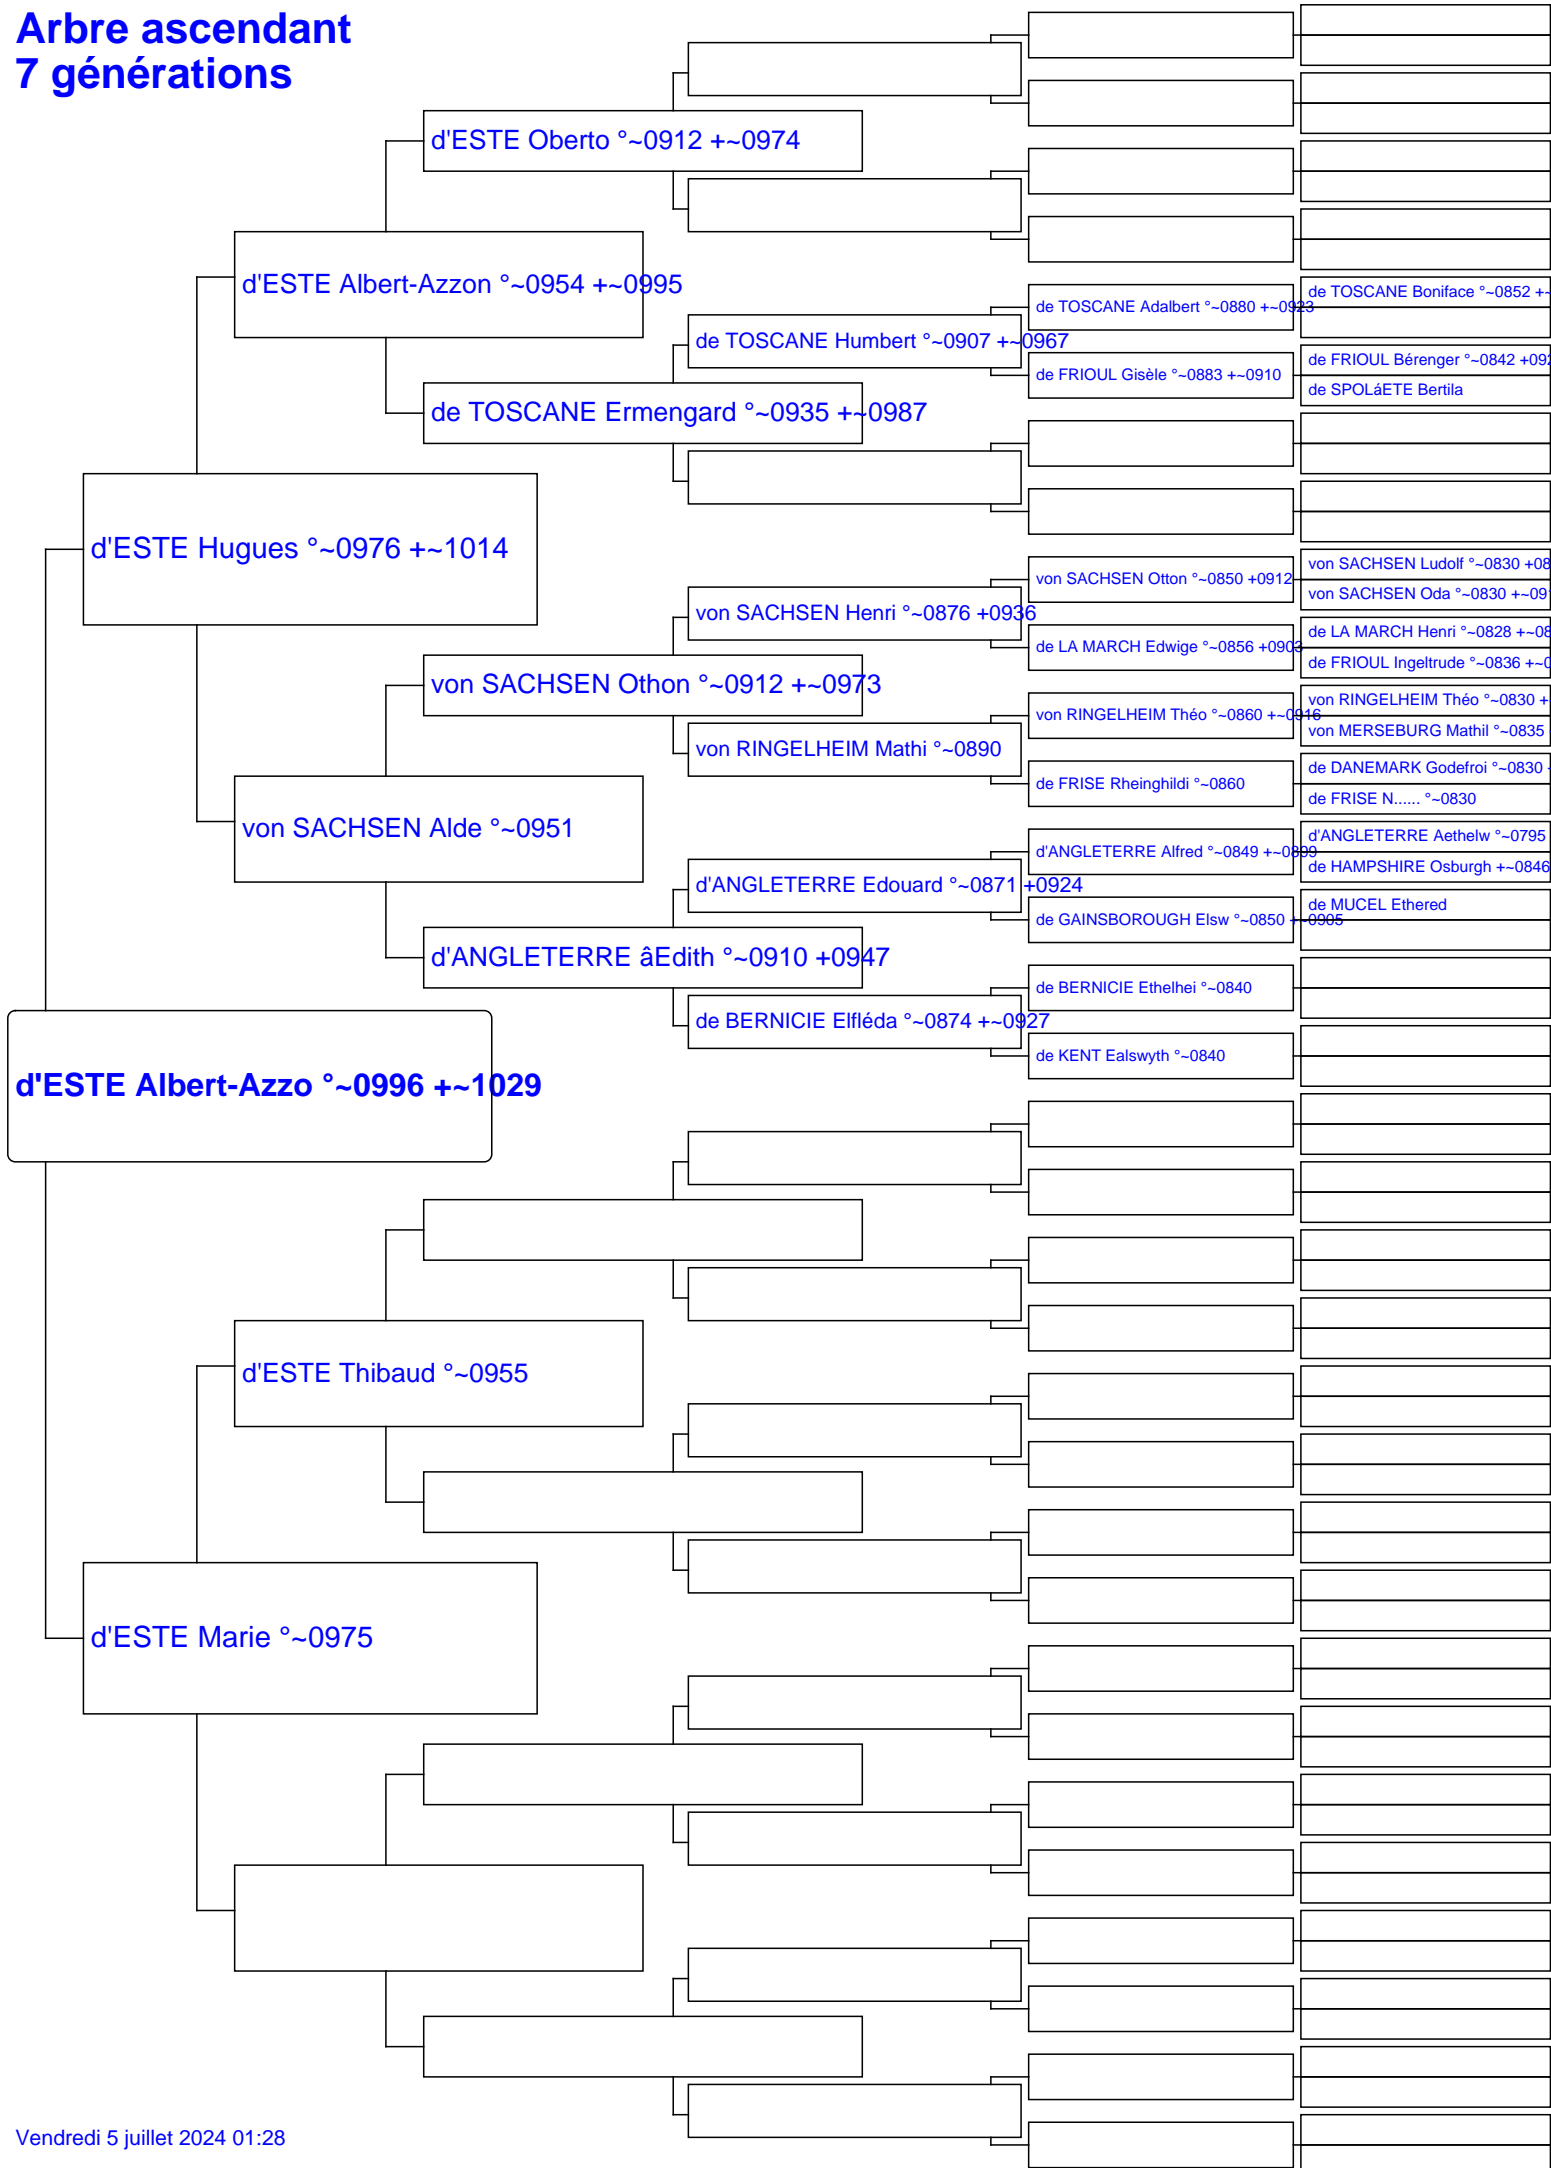 Arbre ascendant
7 générations
d'ESTE Oberto °~0912 +~0974
d'ESTE Albert-Azzon °~0954 +~0995
de TOSCANE Boniface °~0852 +~
de TOSCANE Adalbert °~0880 +~0923
de TOSCANE Humbert °~0907 +~0967
de FRIOUL Bérenger °~0842 +092
de FRIOUL Gisèle °~0883 +~0910
de SPOLáETE Bertila
de TOSCANE Ermengard °~0935 +~0987
d'ESTE Hugues °~0976 +~1014
von SACHSEN Ludolf °~0830 +08
von SACHSEN Otton °~0850 +0912
von SACHSEN Oda °~0830 +~091
von SACHSEN Henri °~0876 +0936
de LA MARCH Henri °~0828 +~08
de LA MARCH Edwige °~0856 +0903
de FRIOUL Ingeltrude °~0836 +~0
von SACHSEN Othon °~0912 +~0973
von RINGELHEIM Théo °~0830 +
von RINGELHEIM Théo °~0860 +~0916
von MERSEBURG Mathil °~0835
von RINGELHEIM Mathi °~0890
de DANEMARK Godefroi °~0830 +
de FRISE Rheinghildi °~0860
de FRISE N...... °~0830
von SACHSEN Alde °~0951
d'ANGLETERRE Aethelw °~0795
d'ANGLETERRE Alfred °~0849 +~0899
de HAMPSHIRE Osburgh +~0846
d'ANGLETERRE Edouard °~0871 +0924
de MUCEL Ethered
de GAINSBOROUGH Elsw °~0850 +~0905
d'ANGLETERRE âEdith °~0910 +0947
de BERNICIE Ethelhei °~0840
de BERNICIE Elfléda °~0874 +~0927
de KENT Ealswyth °~0840
d'ESTE Albert-Azzo °~0996 +~1029
d'ESTE Thibaud °~0955
d'ESTE Marie °~0975
Vendredi 5 juillet 2024 01:28